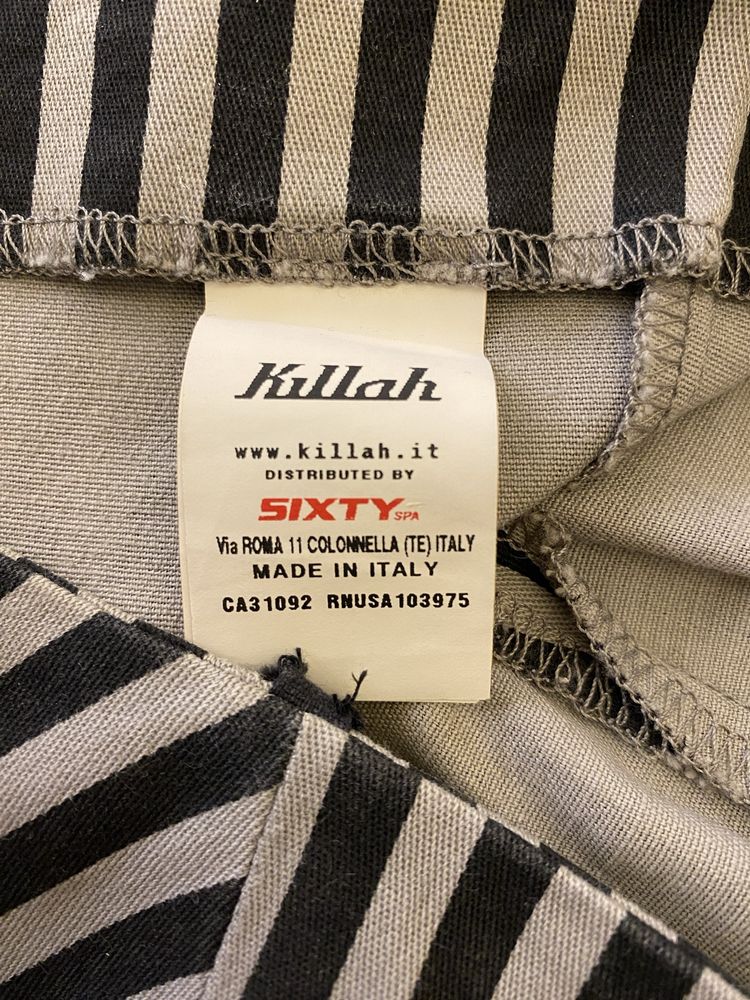 Killah
www.killah.it
DISTRIBUTED BY
SIXTY SPA
Via ROMA 11 COLONNELLA (TE) ITALY
MADE IN ITALY
CA31092 RNUSA103975